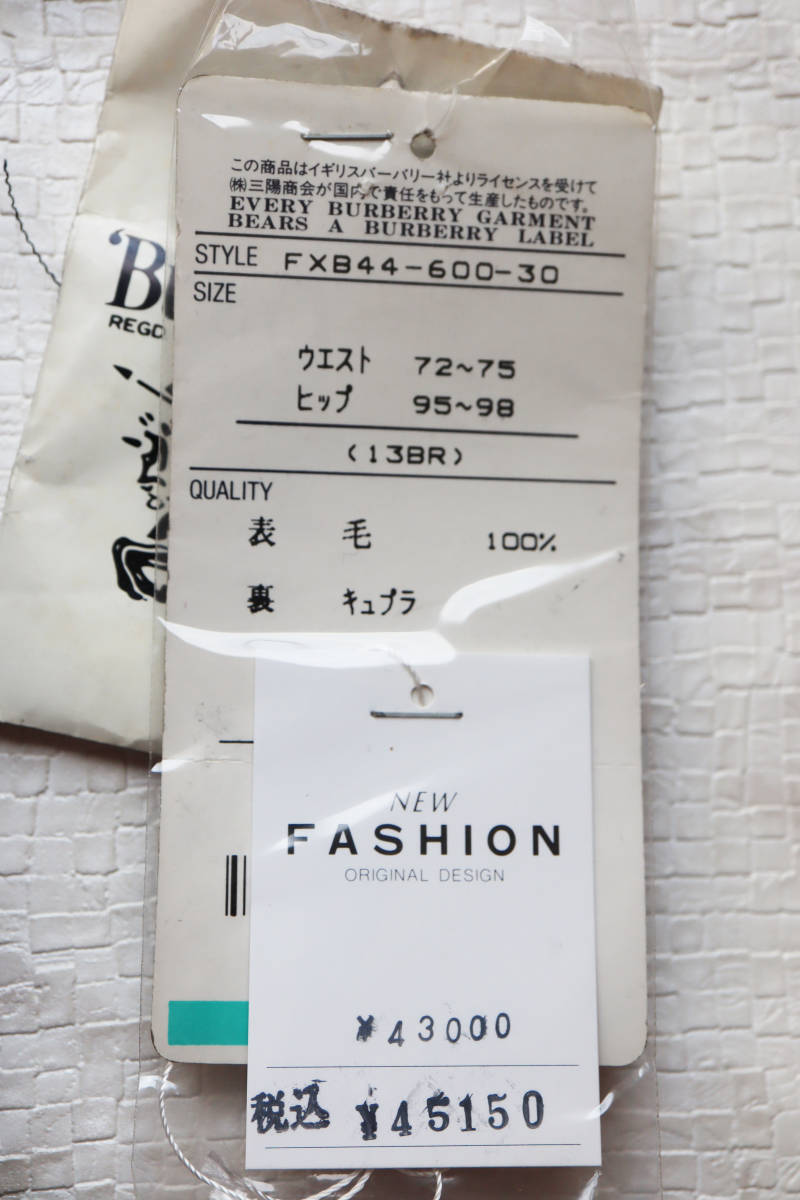 この商品はイギリスバーバリー社よりライセンスを受けて
㈱三陽商会が国内で責任をもって生産したものです。
EVERY BURBERRY GARMENT
BEARS A BURBERRY LABEL
STYLE FXB44-600-30
SIZE
ウエスト 72~75
ヒップ 95~98
(13BR)
QUALITY
表 毛 100%
裏 キュプラ
REGD
NEW
FASHION
ORIGINAL DESIGN
¥43000
税込 ¥45150